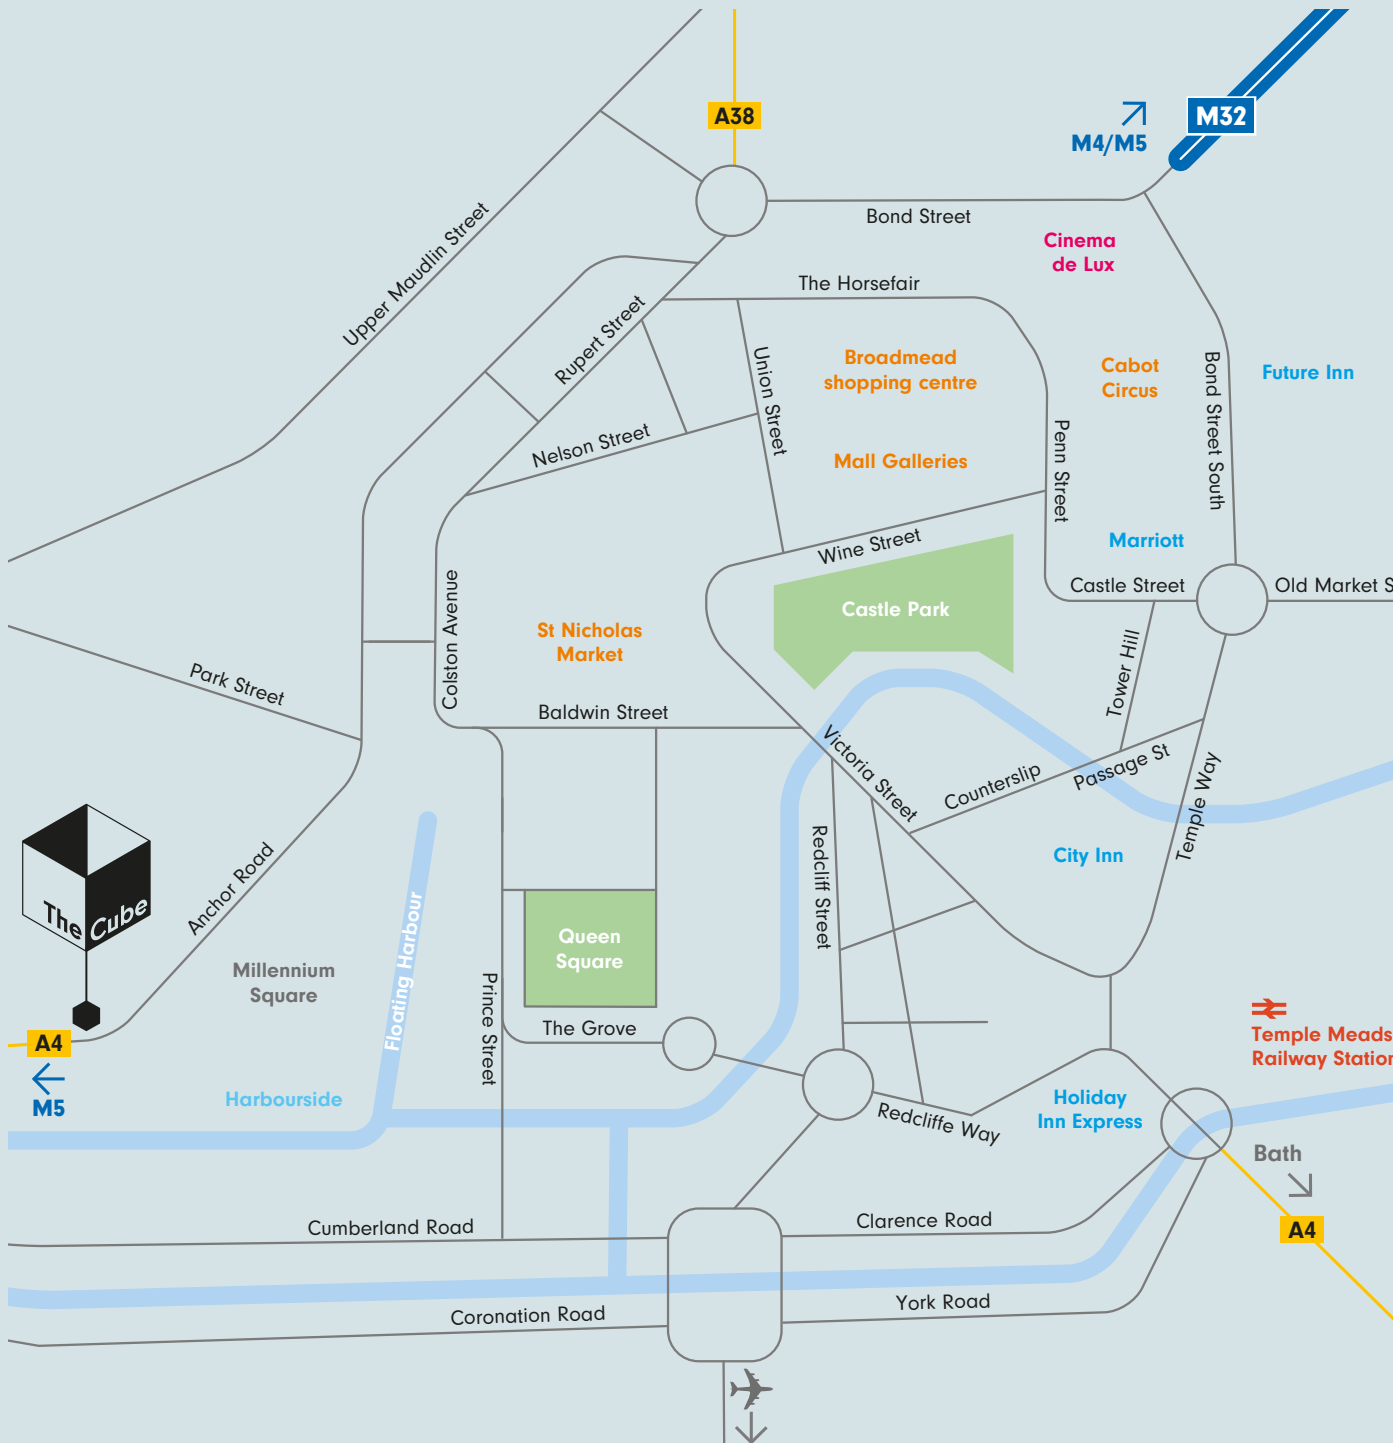 A38
M32
M4/M5
Bond Street
Cinema
de Lux
Upper Maudlin Street
The Horsefair
Rupert Street
Union Street
Broadmead
shopping centre
Cabot
Circus
Bond Street South
Future Inn
Nelson Street
Mall Galleries
Penn Street
Wine Street
Marriott
Castle Street
Old Market S
Castle Park
Colston Avenue
St Nicholas
Market
Tower Hill
Park Street
Baldwin Street
Victoria Street
Counterslip
Passage St
Temple Way
The Cube
Anchor Road
Redcliff Street
City Inn
Floating Harbour
Queen
Square
Millennium
Square
Prince Street
The Grove
Temple Meads
Railway Station
A4
M5
Harbourside
Redcliffe Way
Holiday
Inn Express
Bath
A4
Cumberland Road
Clarence Road
Coronation Road
York Road